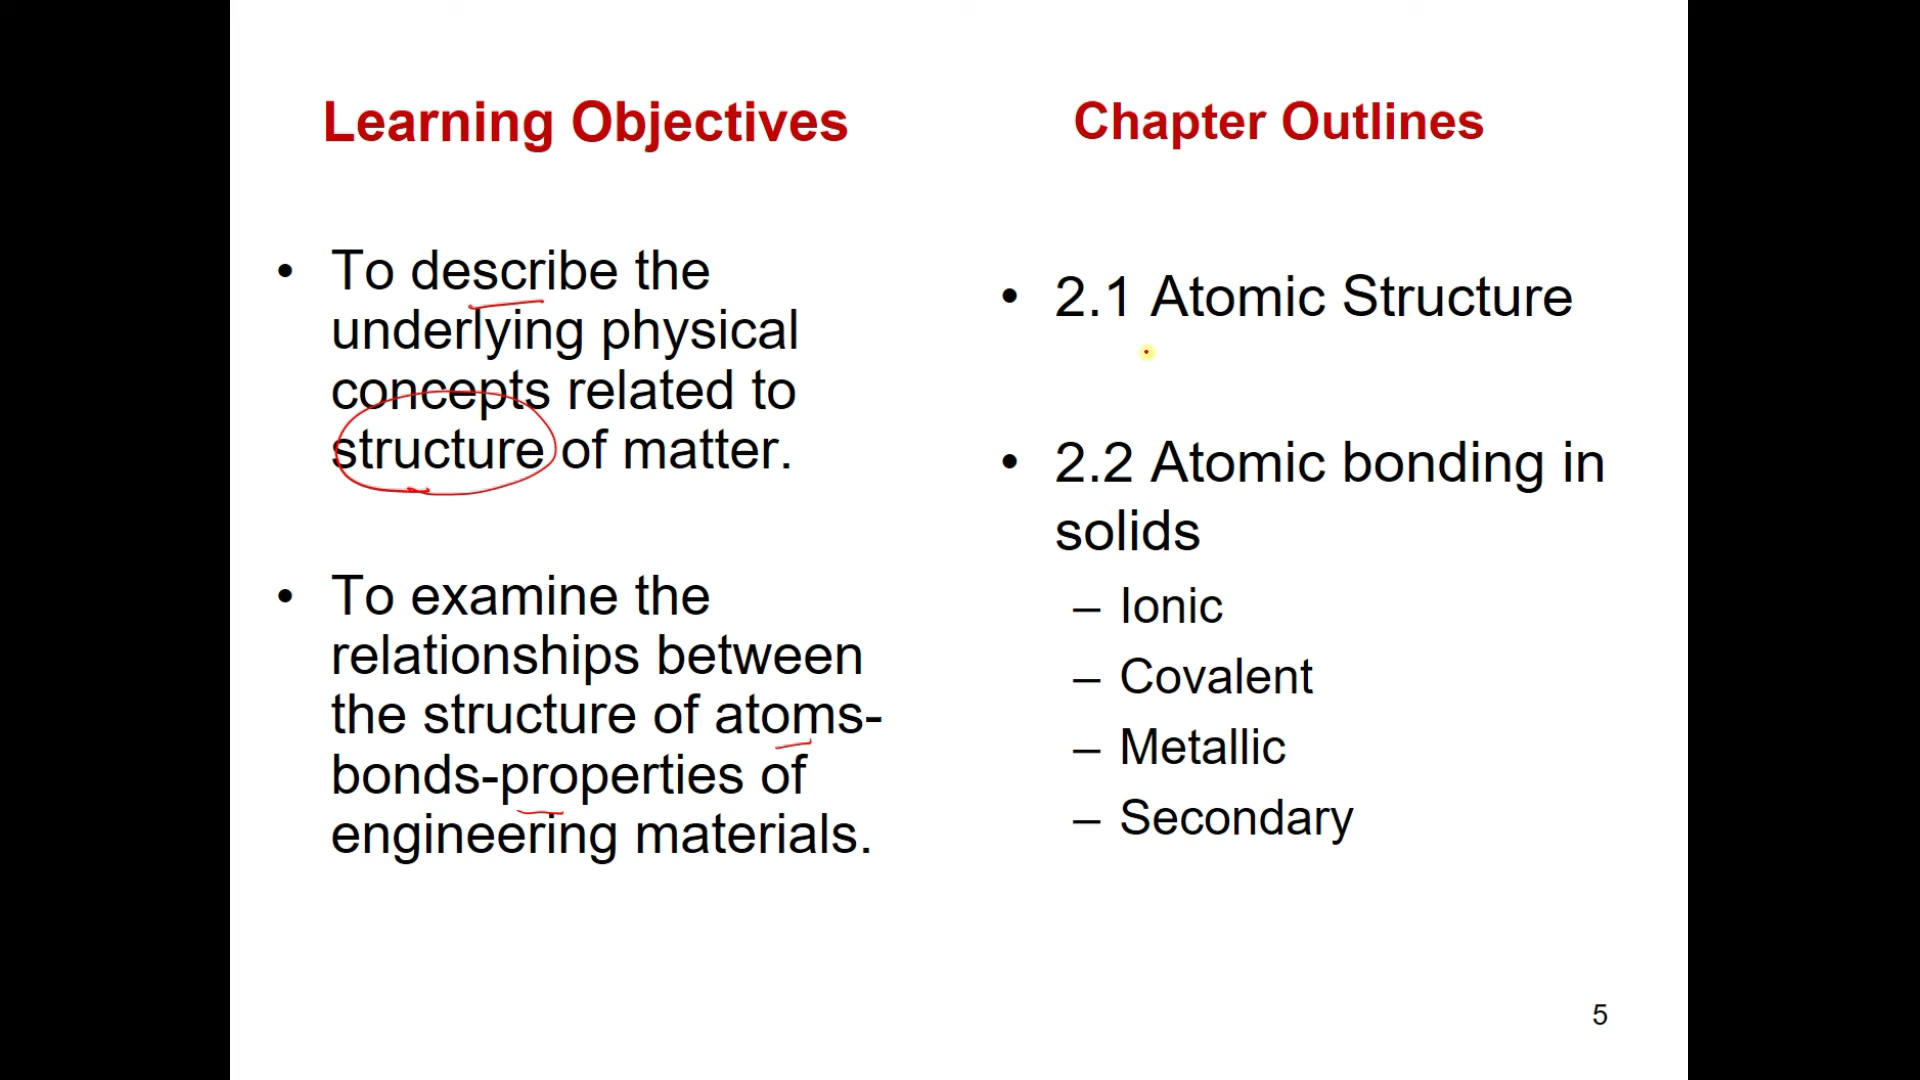 Learning Objectives
• To describe the
underlying physical
concepts related to
structure of matter.
• To examine the
relationships between
the structure of atoms-
bonds-properties of
engineering materials.
Chapter Outlines
• 2.1 Atomic Structure
• 2.2 Atomic bonding in
solids
– Ionic
– Covalent
– Metallic
– Secondary
5